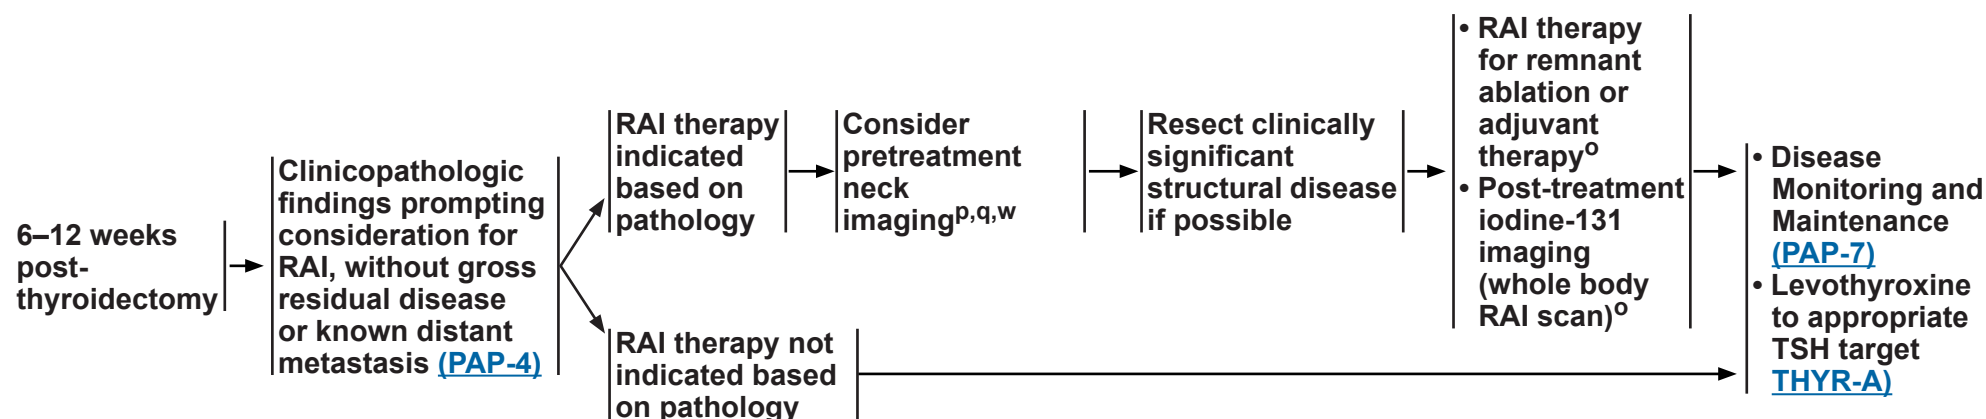 6–12 weeks
post-
thyroidectomy
Clinicopathologic
findings prompting
consideration for
RAI, without gross
residual disease
or known distant
metastasis (PAP-4)
RAI therapy
indicated
based on
pathology
Consider
pretreatment
neck
imagingp,q,w
Resect clinically
significant
structural disease
if possible
• RAI therapy
for remnant
ablation or
adjuvant
therapyo
• Post-treatment
iodine-131
imaging
(whole body
RAI scan)o
RAI therapy not
indicated based
on pathology
• Disease
Monitoring and
Maintenance
(PAP-7)
• Levothyroxine
to appropriate
TSH target
THYR-A)